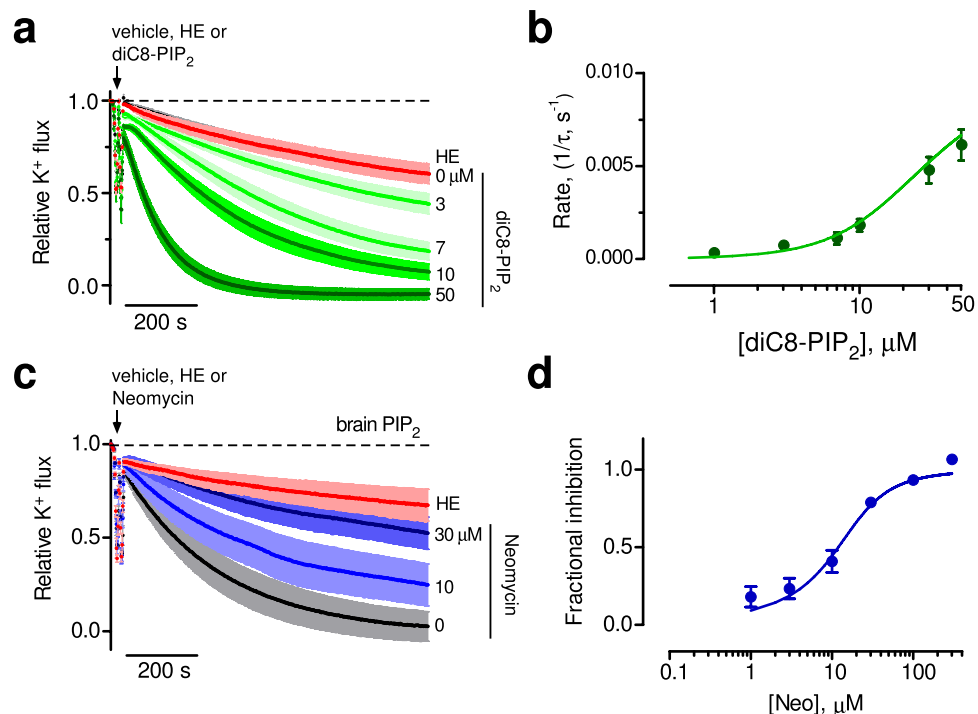 a
vehicle, HE or
diC8-PIP₂
1.0
0.5
0.0
Relative K⁺ flux
HE
0 μM
3
7
10
50
diC8-PIP₂
200 s
b
0.010
0.005
0.000
Rate, (1/τ, s⁻¹)
1
10
50
[diC8-PIP₂], μM
c
vehicle, HE or
Neomycin
brain PIP₂
1.0
0.5
0.0
Relative K⁺ flux
HE
30 μM
10
0
Neomycin
200 s
d
1.0
0.5
0.0
Fractional inibition
0.1
1
10
100
[Neo], μM